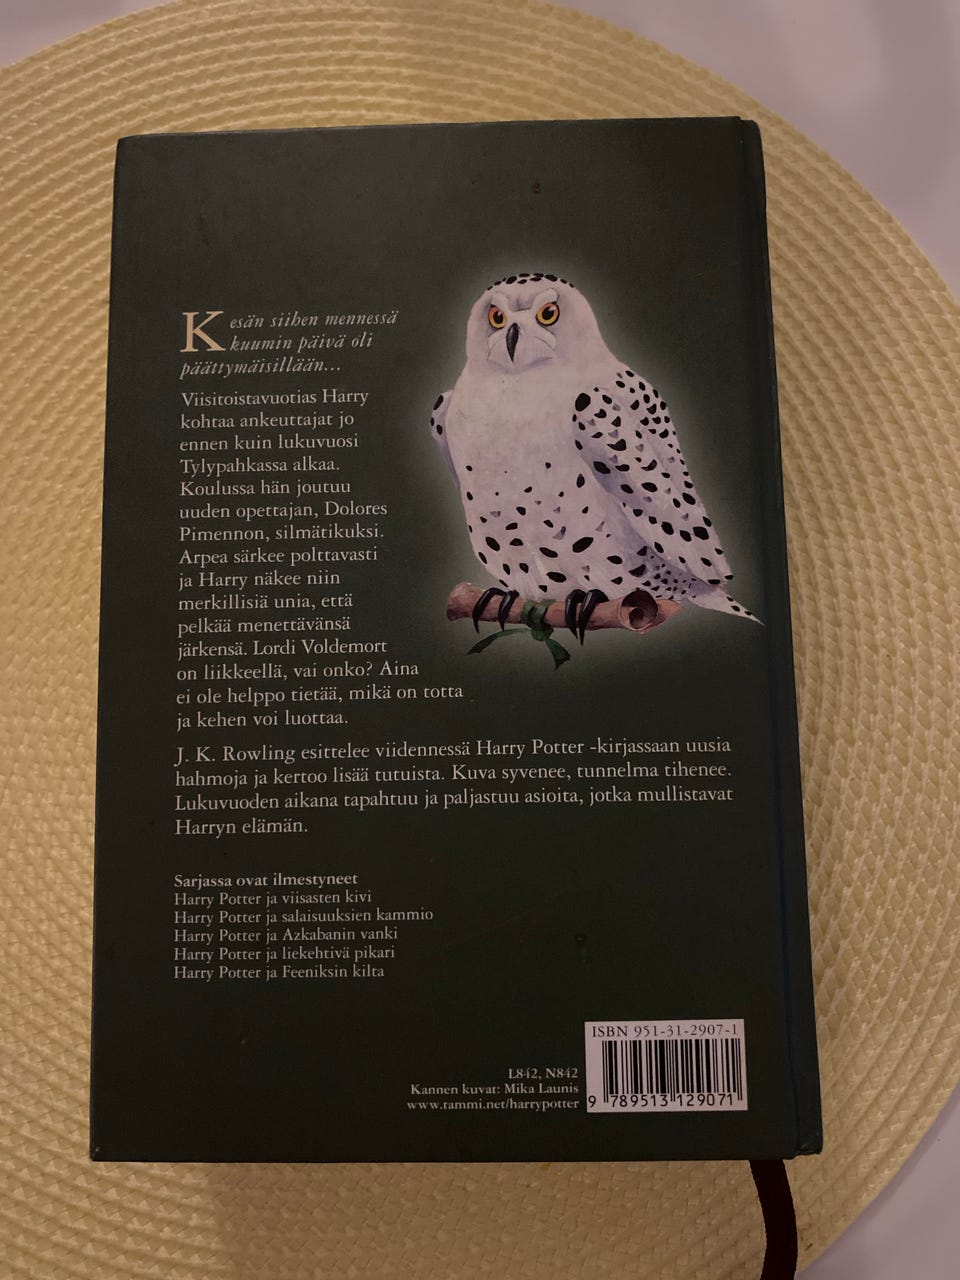 Kesän siihen mennessä
kuumin päivä oli
päättymäisillään...
Viisitoistavuotias Harry
kohtaa ankeuttajat jo
ennen kuin lukuvuosi
Tylypahkassa alkaa.
Koulussa hän joutuu
uuden opettajan, Dolores
Pimennon, silmätikuksi.
Arpea särkee polttavasti
ja Harry näkee niin
merkillisiä unia, että
pelkää menettävänsä
järkensä. Lordi Voldemort
on liikkeellä, vai onko? Aina
ei ole helppo tietää, mikä on totta
ja kehen voi luottaa.
J. K. Rowling esittelee viidennessä Harry Potter -kirjassaan uusia
hahmoja ja kertoo lisää tutuista. Kuva syvenee, tunnelma tihenee.
Lukuvuoden aikana tapahtuu ja paljastuu asioita, jotka mullistavat
Harryn elämän.
Sarjassa ovat ilmestyneet
Harry Potter ja viisasten kivi
Harry Potter ja salaisuuksien kammio
Harry Potter ja Azkabanin vanki
Harry Potter ja liekehtivä pikari
Harry Potter ja Feeniksin kilta
ISBN 951-31-2907-1
L842, N842
Kannen kuvat: Mika Launis
www.tammi.net/harrypotter
9 789513 129071